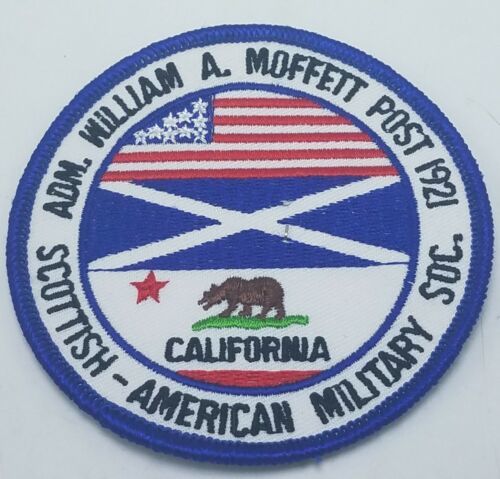 ADM. WILLIAM A. MOFFETT POST 1921
SCOTTISH - AMERICAN MILITARY SOC.
CALIFORNIA